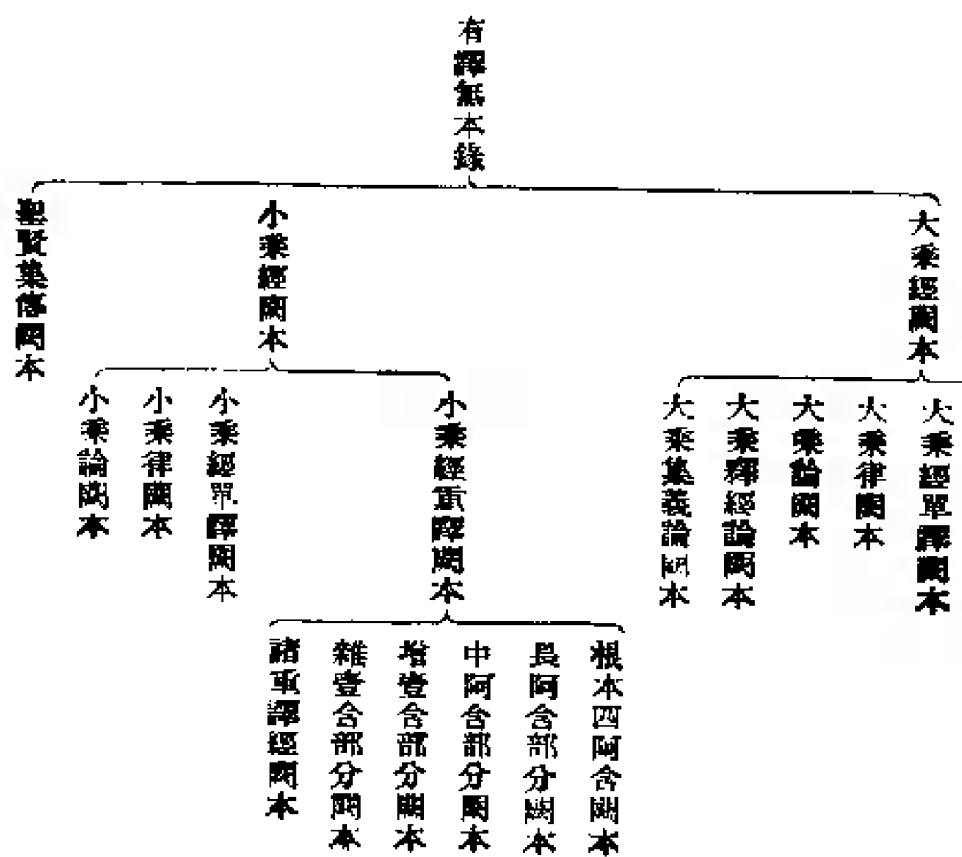 有譯無本錄
大乘經闕本
小乘經闕本
聖賢集傳闕本
大乘經單譯闕本
大乘律闕本
大乘論闕本
大乘釋經論闕本
大乘集義論闕本
小乘經重譯闕本
小乘經單譯闕本
小乘律闕本
小乘論闕本
根本四阿含闕本
長阿含部分闕本
中阿含部分闕本
增壹含部分闕本
雜壹含部分闕本
諸重譯經闕本